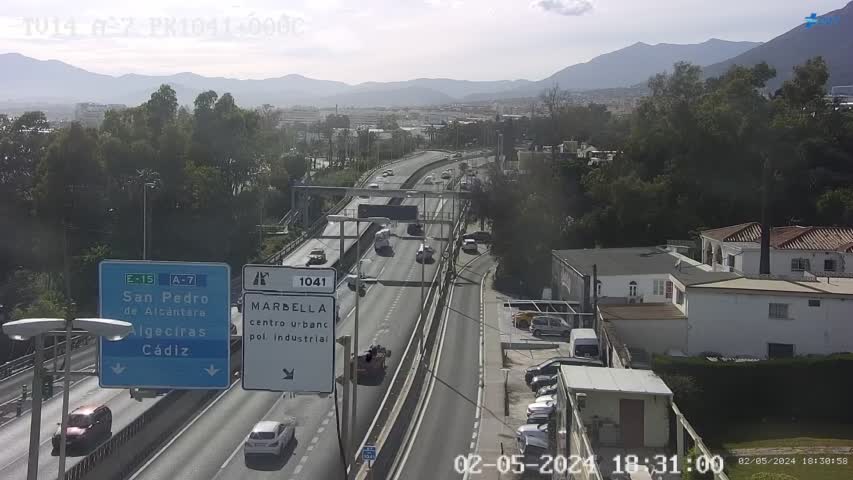 TV14 A-7 PK1041+000C
E-15 A-7
San Pedro
de Alcántara
Algeciras
Cádiz
1041
MARBELLA
centro urbano
pol. industrial
1041
02-05-2024 18:31:00
02/05/2024 18:30:58